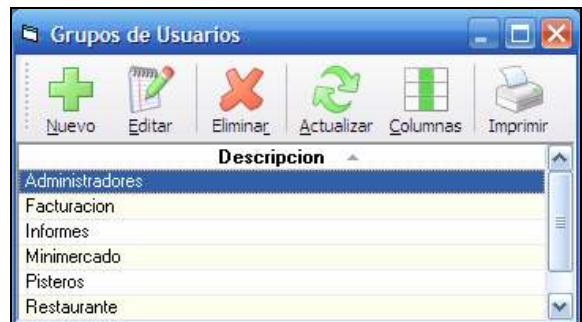 Grupos de Usuarios
Nuevo Editar Eliminar Actualizar Columnas Imprimir
Descripcion
Administradores
Facturacion
Informes
Minimercado
Pisteros
Restaurante